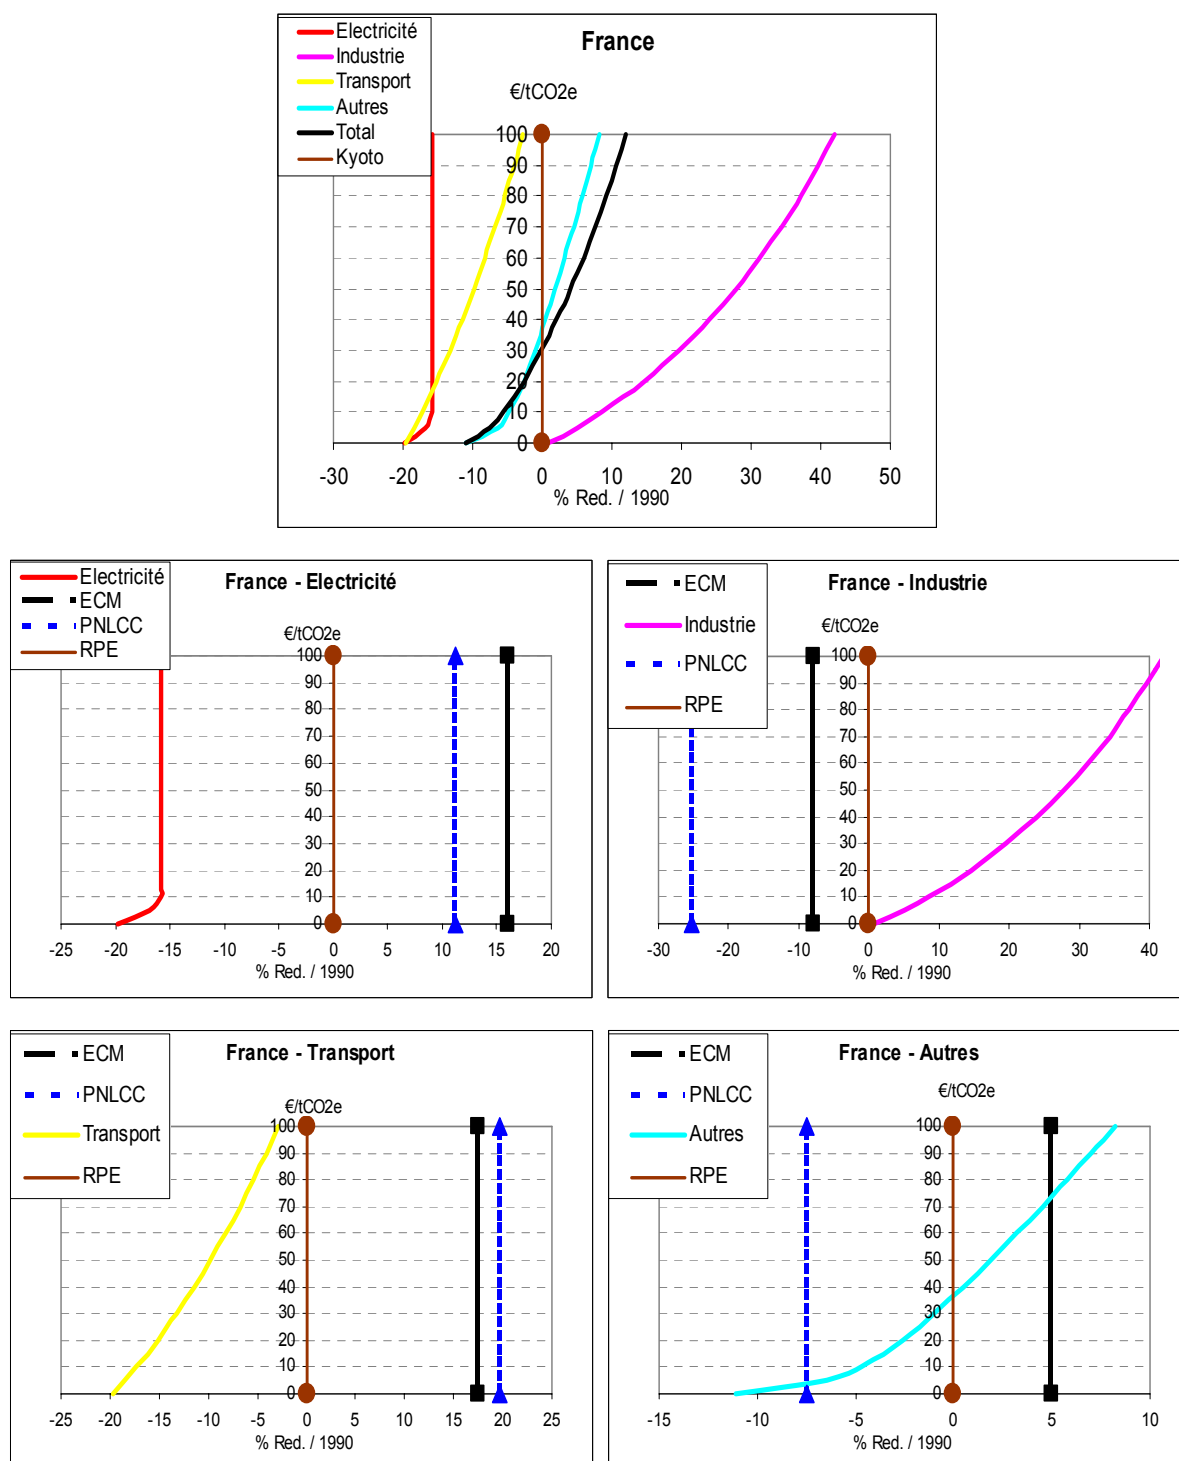 Electricité
Industrie
Transport
Autres
Total
Kyoto
France
€/tCO2e
100
90
80
70
60
50
40
30
20
10
0
-30 -20 -10 0 10 20 30 40 50
% Red. / 1990
Electricité
ECM
PNLCC
RPE
France - Electricité
€/tCO2e
100
90
80
70
60
50
40
30
20
10
0
-25 -20 -15 -10 -5 0 5 10 15 20
% Red. / 1990
ECM
Industrie
PNLCC
RPE
France - Industrie
€/tCO2e
100
90
80
70
60
50
40
30
20
10
0
-30 -20 -10 0 10 20 30 40
% Red. / 1990
ECM
PNLCC
Transport
RPE
France - Transport
€/tCO2e
100
90
80
70
60
50
40
30
20
10
0
-25 -20 -15 -10 -5 0 5 10 15 20 25
% Red. / 1990
ECM
PNLCC
Autres
RPE
France - Autres
€/tCO2e
100
90
80
70
60
50
40
30
20
10
0
-15 -10 -5 0 5 10
% Red. / 1990